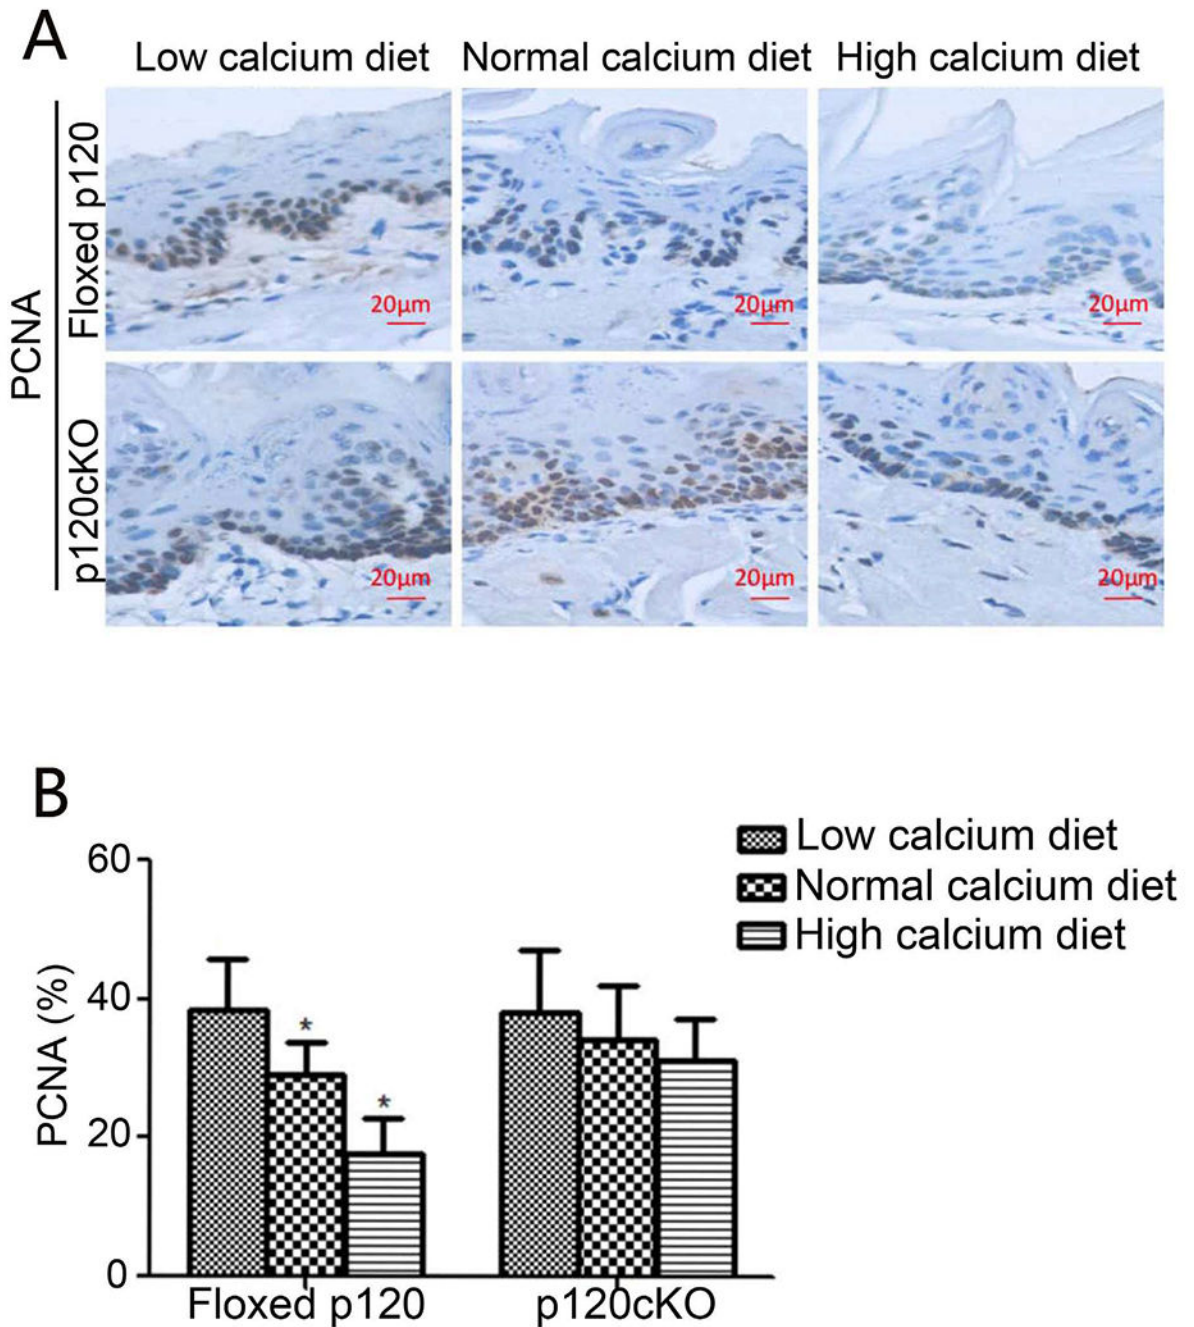 A
Low calcium diet Normal calcium diet High calcium diet
PCNA
Floxed p120
20μm 20μm 20μm
p120cKO
20μm 20μm 20μm
B
Low calcium diet
Normal calcium diet
High calcium diet
PCNA (%)
60
40
20
0
*
*
Floxed p120 p120cKO